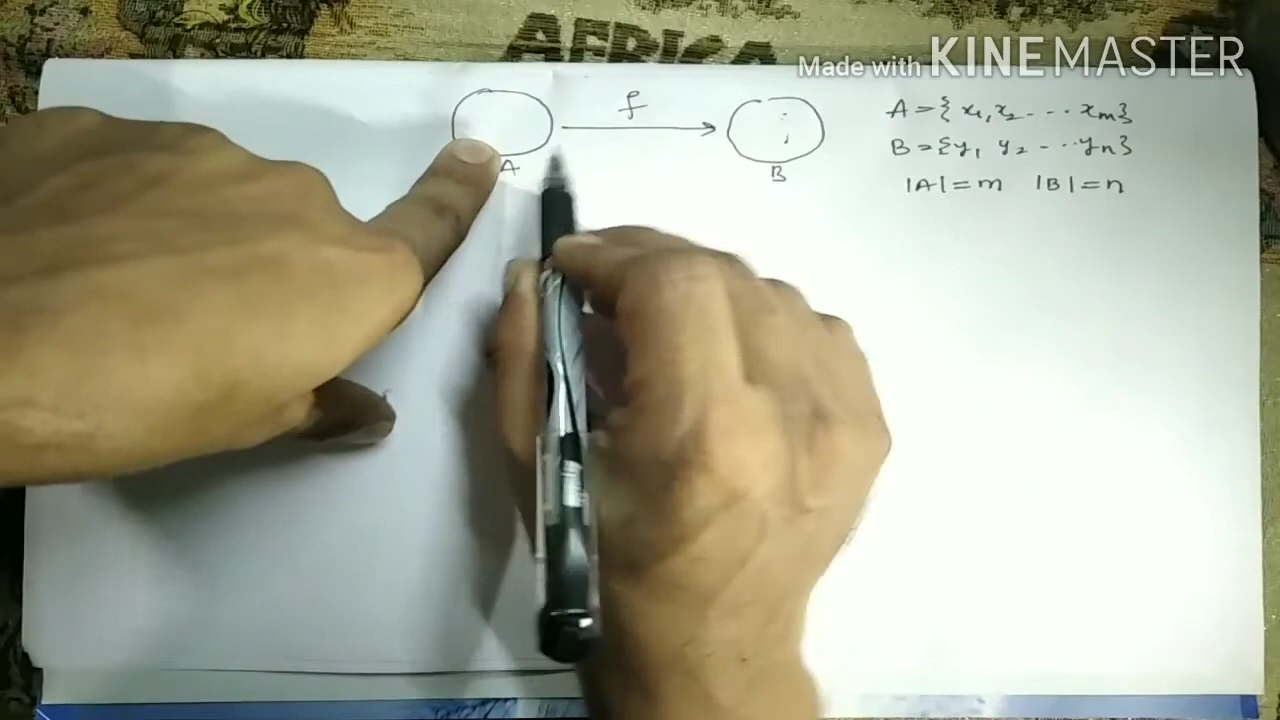 AFRICA
Made with KINEMASTER
f
A
B
A = { x1, x2 - . . . xm}
B = {y1 y2 - . . . yn}
|A| = m |B| = n